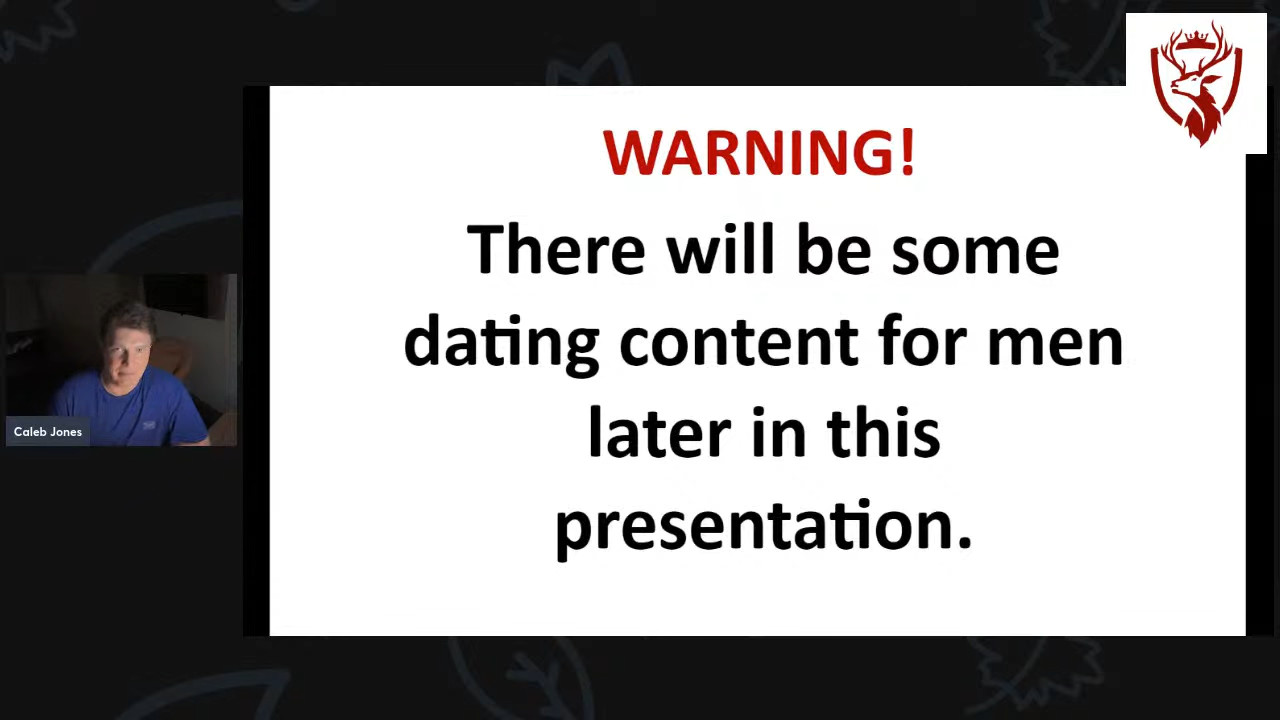 WARNING!
There will be some
dating content for men
later in this
presentation.
Caleb Jones